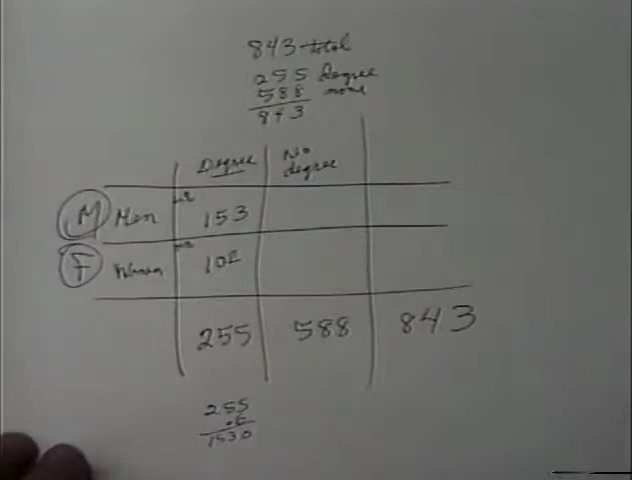 843 total
255 Degree
588 none
843
Degree
No
degree
M Men 153
F Women 102
255 588 843
255
.6
1530